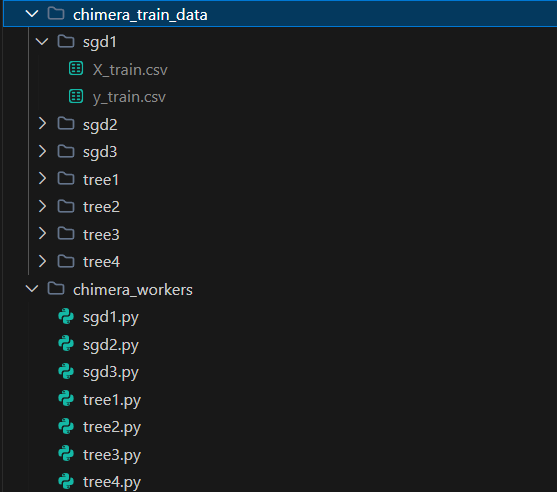 chimera_train_data
sgd1
X_train.csv
y_train.csv
sgd2
sgd3
tree1
tree2
tree3
tree4
chimera_workers
sgd1.py
sgd2.py
sgd3.py
tree1.py
tree2.py
tree3.py
tree4.py